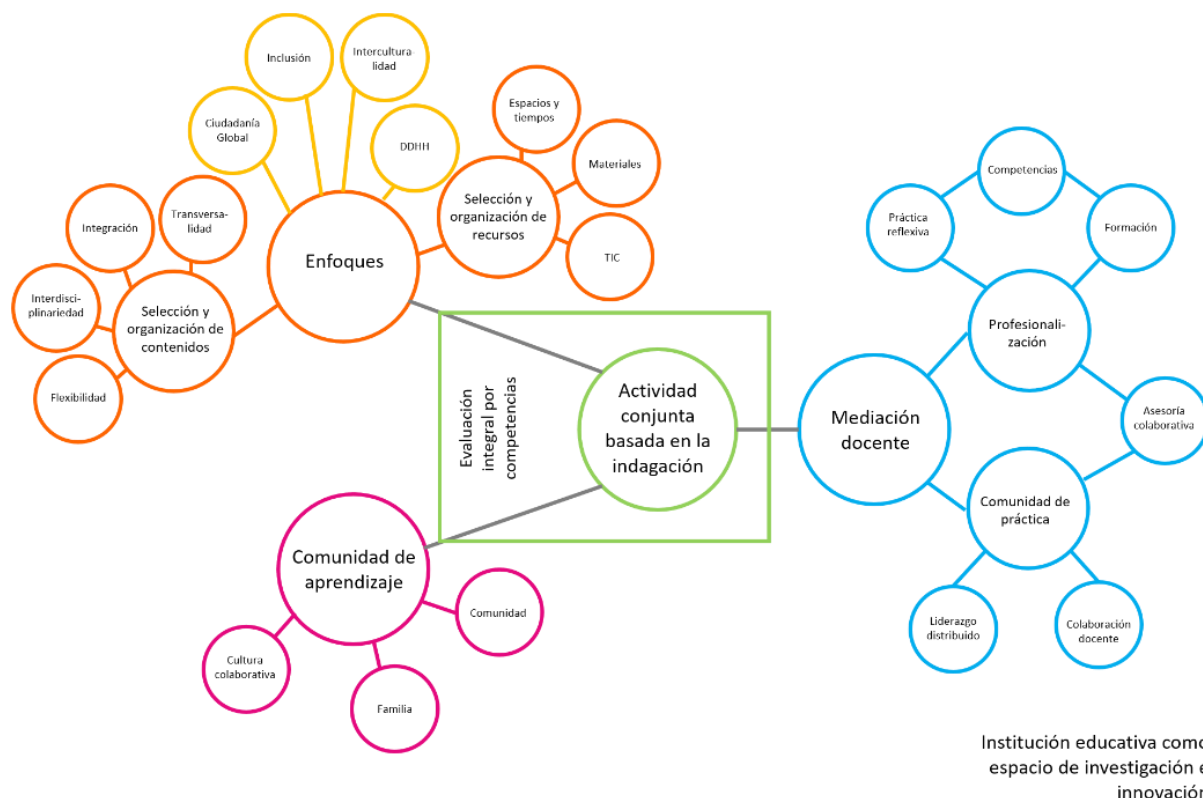 Inclusión
Intercultura-
lidad
Ciudadanía
Global
DDHH
Espacios y
tiempos
Materiales
TIC
Selección y
organización de
recursos
Enfoques
Transversa-
lidad
Integración
Interdisci-
plinariedad
Flexibilidad
Selección y
organización de
contenidos
Evaluación
integral por
competencias
Actividad
conjunta
basada en la
indagación
Mediación
docente
Competencias
Práctica
reflexiva
Formación
Profesionali-
zación
Asesoría
colaborativa
Comunidad de
práctica
Liderazgo
distribuido
Colaboración
docente
Comunidad de
aprendizaje
Comunidad
Cultura
colaborativa
Familia
Institución educativa como
espacio de investigación e
innovación